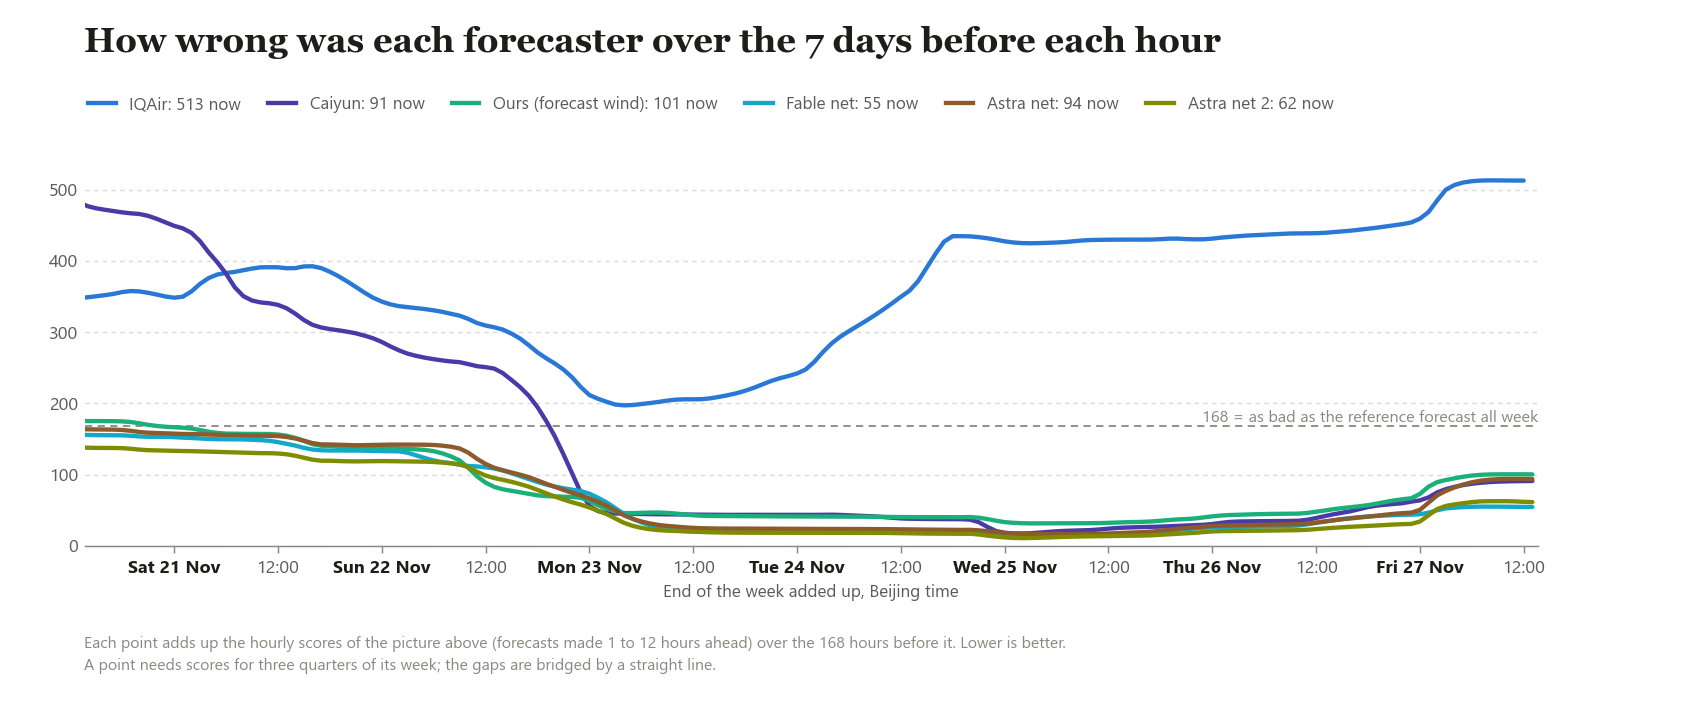 How wrong was each forecaster over the 7 days before each hour
IQAir: 513 now Caiyun: 91 now Ours (forecast wind): 101 now Fable net: 55 now Astra net: 94 now Astra net 2: 62 now
500
400
300
200
168 = as bad as the reference forecast all week
100
0
Sat 21 Nov 12:00 Sun 22 Nov 12:00 Mon 23 Nov 12:00 Tue 24 Nov 12:00 Wed 25 Nov 12:00 Thu 26 Nov 12:00 Fri 27 Nov 12:00
End of the week added up, Beijing time
Each point adds up the hourly scores of the picture above (forecasts made 1 to 12 hours ahead) over the 168 hours before it. Lower is better.
A point needs scores for three quarters of its week; the gaps are bridged by a straight line.